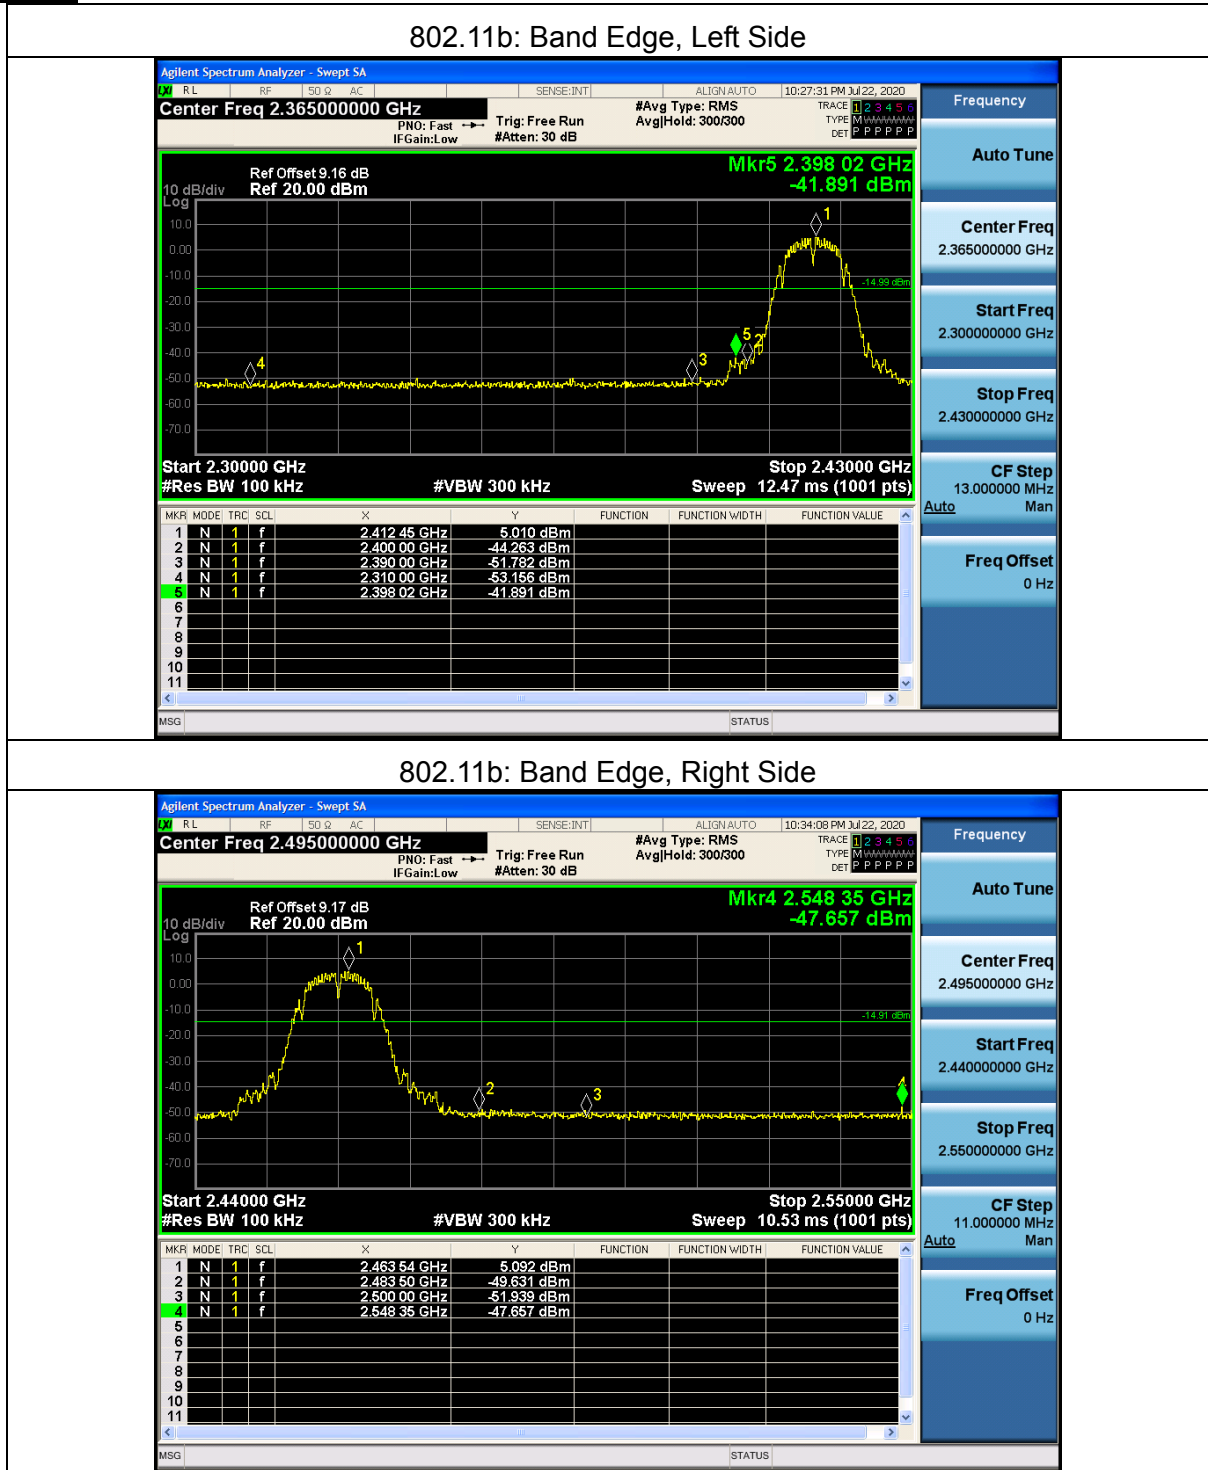 802.11b: Band Edge, Left Side
Agilent Spectrum Analyzer - Swept SA
LXI RL RF 50 Ω AC SENSE:INT ALIGN AUTO 10:27:31 PM Jul 22, 2020
Center Freq 2.365000000 GHz
PNO: Fast
IFGain:Low
Trig: Free Run
#Atten: 30 dB
#Avg Type: RMS
Avg|Hold: 300/300
TRACE 1 2 3 4 5 6
TYPE M WWWWW
DET P P P P P P
Frequency
Auto Tune
Mkr5 2.398 02 GHz
-41.891 dBm
Ref Offset 9.16 dB
10 dB/div Ref 20.00 dBm
Log
10.0
0.00
-10.0
-20.0
-30.0
-40.0
-50.0
-60.0
-70.0
1
-14.99 dBm
5
2
3
4
Center Freq
2.365000000 GHz
Start Freq
2.300000000 GHz
Stop Freq
2.430000000 GHz
CF Step
13.000000 MHz
Auto Man
Freq Offset
0 Hz
Start 2.30000 GHz Stop 2.43000 GHz
#Res BW 100 kHz #VBW 300 kHz Sweep 12.47 ms (1001 pts)
MKR MODE TRC SCL X Y FUNCTION FUNCTION WIDTH FUNCTION VALUE
1 N 1 f 2.412 45 GHz 5.010 dBm
2 N 1 f 2.400 00 GHz -44.263 dBm
3 N 1 f 2.390 00 GHz -51.782 dBm
4 N 1 f 2.310 00 GHz -53.156 dBm
5 N 1 f 2.398 02 GHz -41.891 dBm
6
7
8
9
10
11
MSG STATUS
802.11b: Band Edge, Right Side
Agilent Spectrum Analyzer - Swept SA
LXI RL RF 50 Ω AC SENSE:INT ALIGN AUTO 10:34:08 PM Jul 22, 2020
Center Freq 2.495000000 GHz
PNO: Fast
IFGain:Low
Trig: Free Run
#Atten: 30 dB
#Avg Type: RMS
Avg|Hold: 300/300
TRACE 1 2 3 4 5 6
TYPE M WWWWW
DET P P P P P P
Frequency
Auto Tune
Mkr4 2.548 35 GHz
-47.657 dBm
Ref Offset 9.17 dB
10 dB/div Ref 20.00 dBm
Log
10.0
0.00
-10.0
-20.0
-30.0
-40.0
-50.0
-60.0
-70.0
1
-14.91 dBm
2
3
4
Center Freq
2.495000000 GHz
Start Freq
2.440000000 GHz
Stop Freq
2.550000000 GHz
CF Step
11.000000 MHz
Auto Man
Freq Offset
0 Hz
Start 2.44000 GHz Stop 2.55000 GHz
#Res BW 100 kHz #VBW 300 kHz Sweep 10.53 ms (1001 pts)
MKR MODE TRC SCL X Y FUNCTION FUNCTION WIDTH FUNCTION VALUE
1 N 1 f 2.463 54 GHz 5.092 dBm
2 N 1 f 2.483 50 GHz -49.631 dBm
3 N 1 f 2.500 00 GHz -51.939 dBm
4 N 1 f 2.548 35 GHz -47.657 dBm
5
6
7
8
9
10
11
MSG STATUS